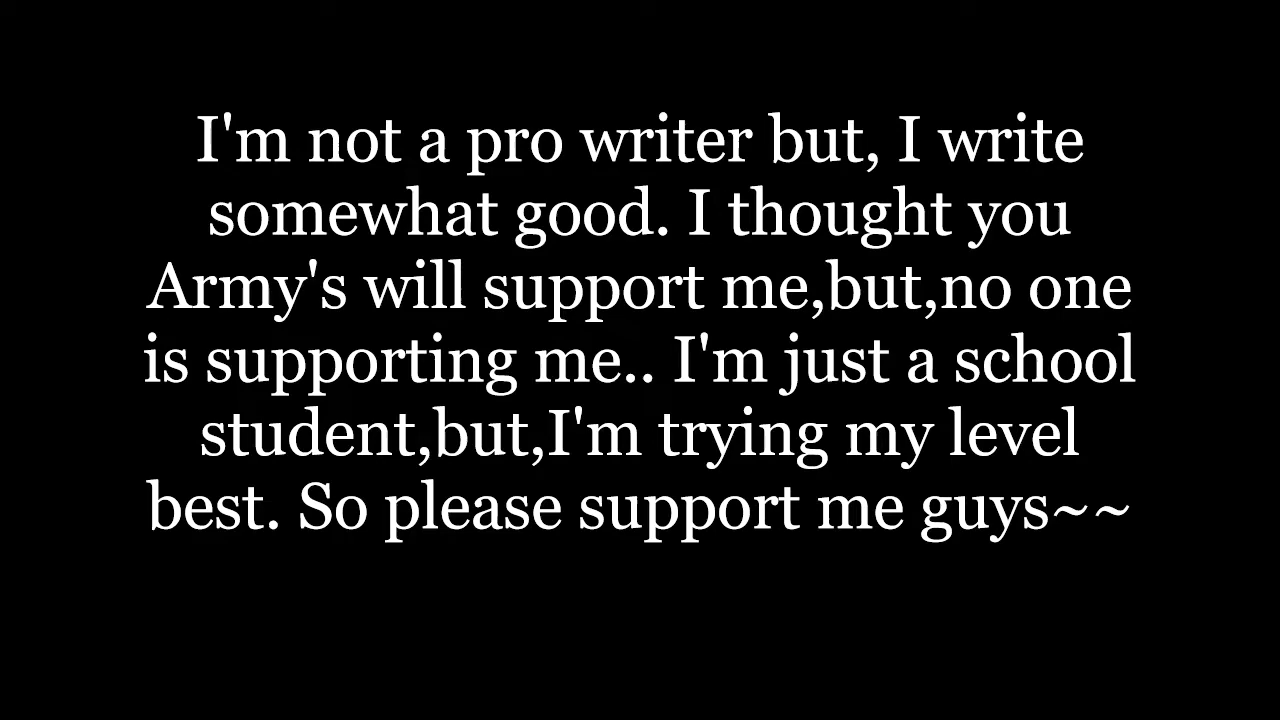 I'm not a pro writer but, I write
somewhat good. I thought you
Army's will support me,but,no one
is supporting me.. I'm just a school
student,but,I'm trying my level
best. So please support me guys~~